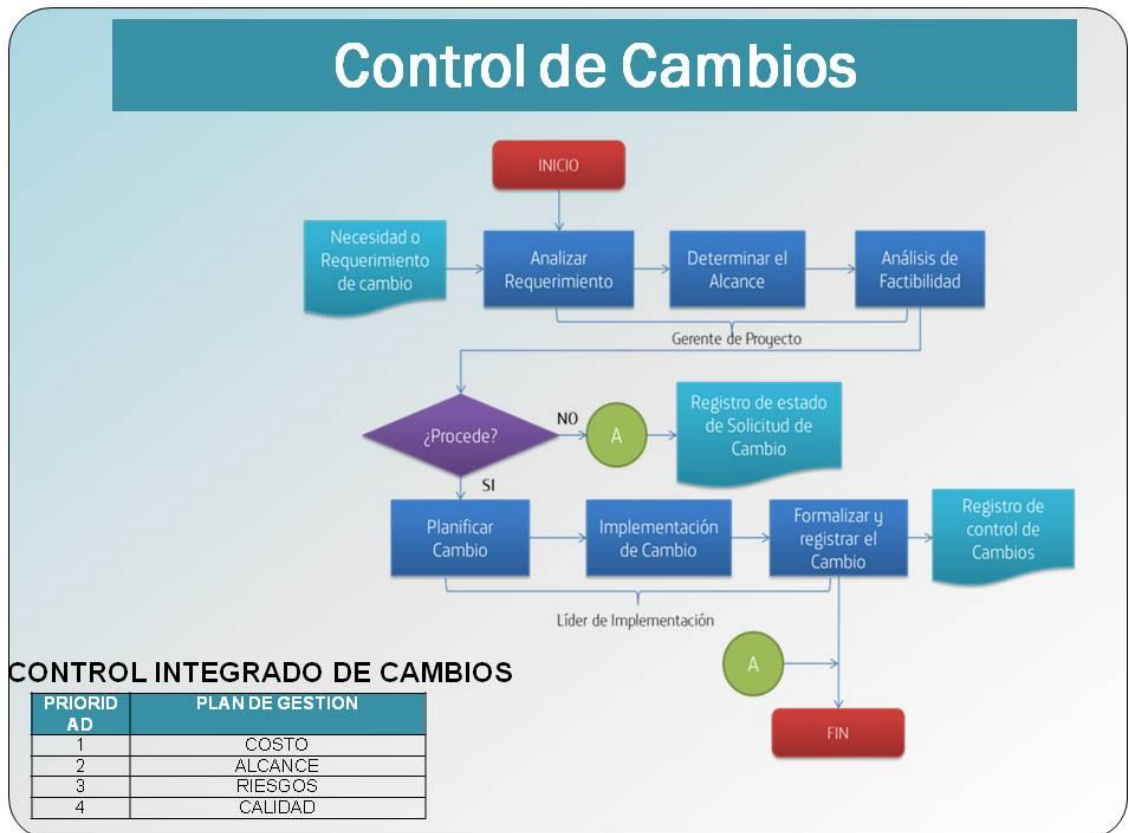 Control de Cambios
INICIO
Necesidad o
Requerimiento
de cambio
Analizar
Requerimiento
Determinar el
Alcance
Análisis de
Factibilidad
Gerente de Proyecto
¿Procede?
NO
A
Registro de estado
de Solicitud de
Cambio
SI
Planificar
Cambio
Implementación
de Cambio
Formalizar y
registrar el
Cambio
Registro de
control de
Cambios
Líder de Implementación
A
FIN
CONTROL INTEGRADO DE CAMBIOS
PRIORID
AD
PLAN DE GESTION
1 COSTO
2 ALCANCE
3 RIESGOS
4 CALIDAD